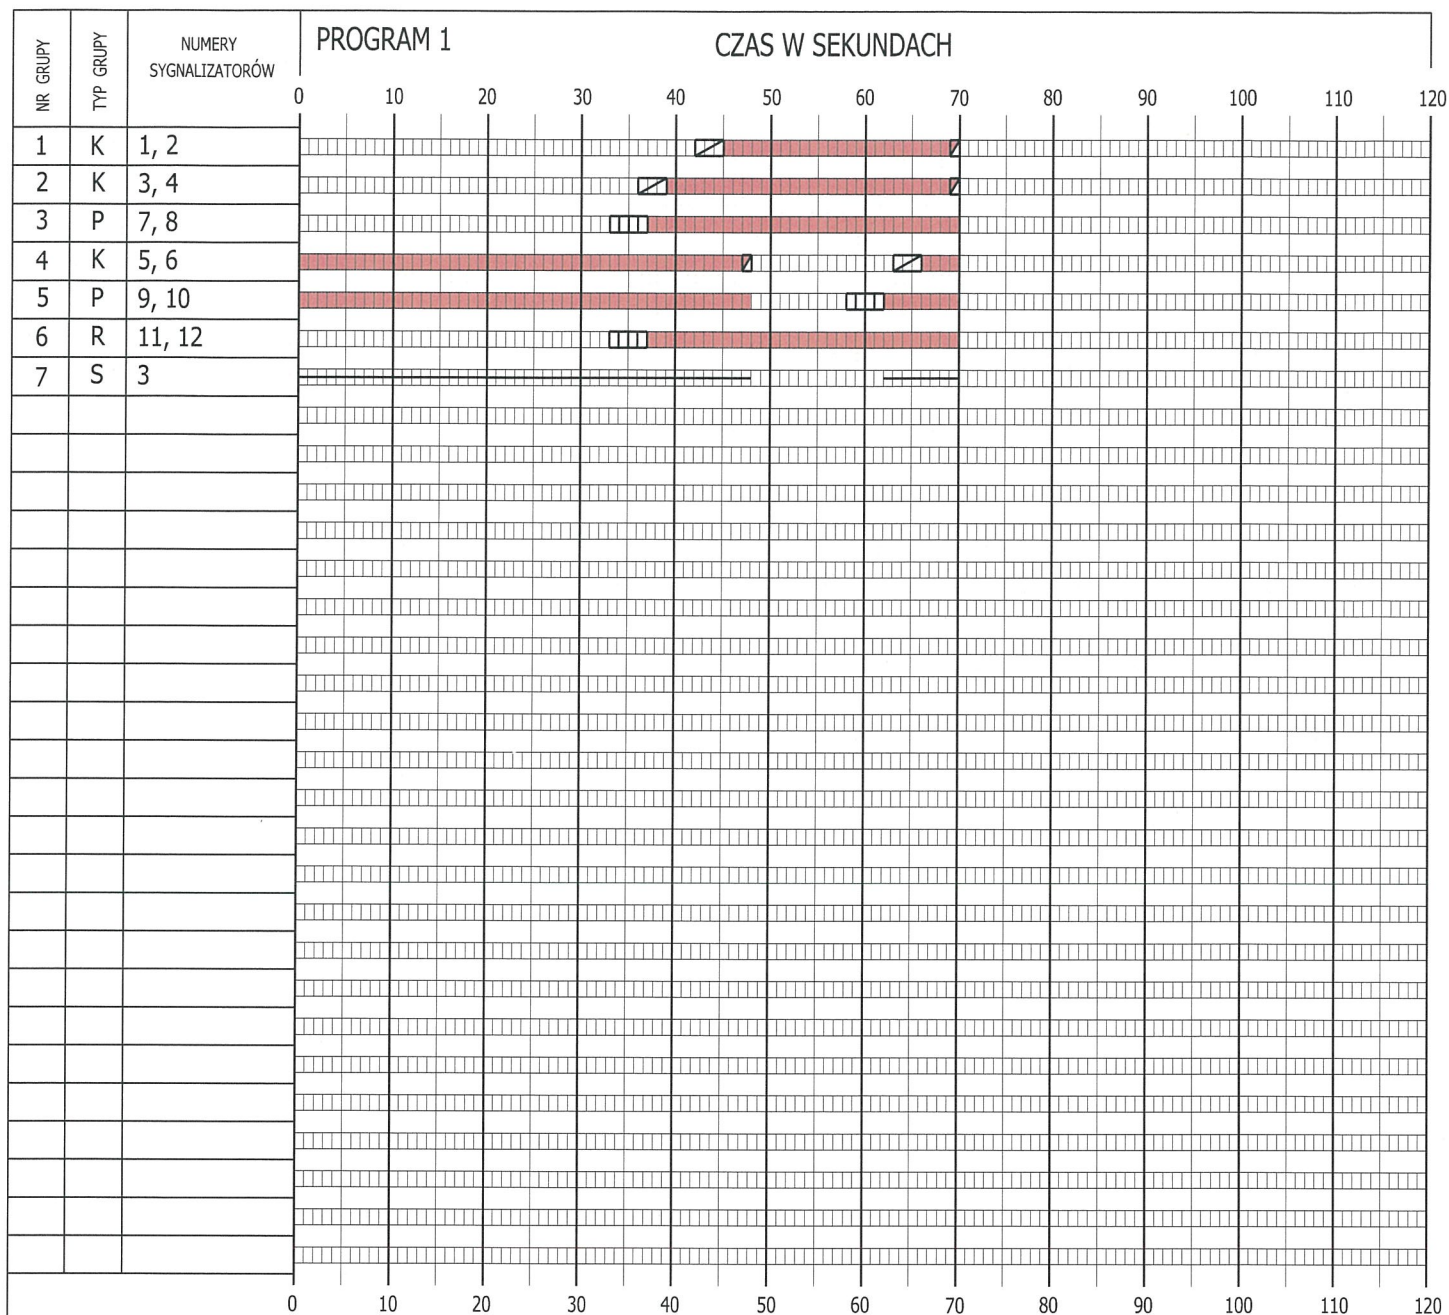 PROGRAM 1 CZAS W SEKUNDACH
NR GRUPY
TYP GRUPY
NUMERY
SYGNALIZATORÓW
0 10 20 30 40 50 60 70 80 90 100 110 120
1 K 1, 2
2 K 3, 4
3 P 7, 8
4 K 5, 6
5 P 9, 10
6 R 11, 12
7 S 3
0 10 20 30 40 50 60 70 80 90 100 110 120